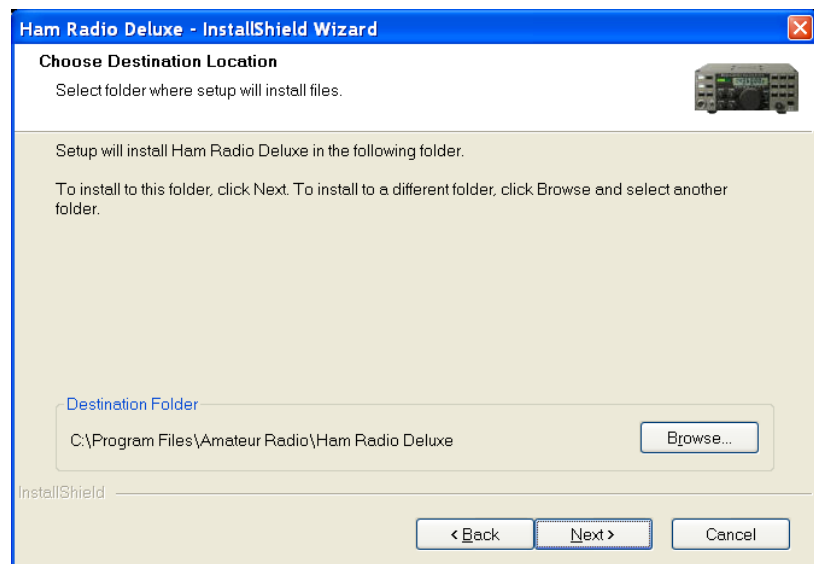 Ham Radio Deluxe - InstallShield Wizard
Choose Destination Location
Select folder where setup will install files.
Setup will install Ham Radio Deluxe in the following folder.
To install to this folder, click Next. To install to a different folder, click Browse and select another
folder.
Destination Folder
C:\Program Files\Amateur Radio\Ham Radio Deluxe
Browse...
InstallShield
< Back
Next >
Cancel